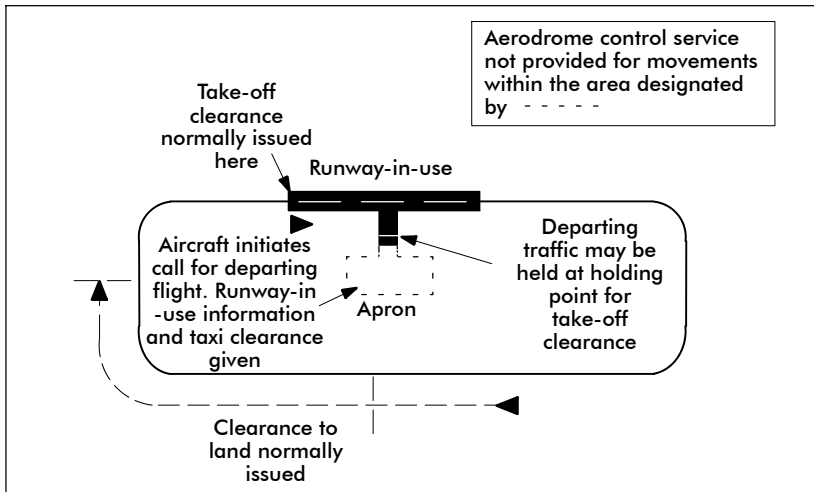 Aerodrome control service
not provided for movements
within the area designated
by - - - - -
Take-off
clearance
normally issued
here
Runway-in-use
Aircraft initiates
call for departing
flight. Runway-in
-use information
and taxi clearance
given
Apron
Departing
traffic may be
held at holding
point for
take-off
clearance
Clearance to
land normally
issued